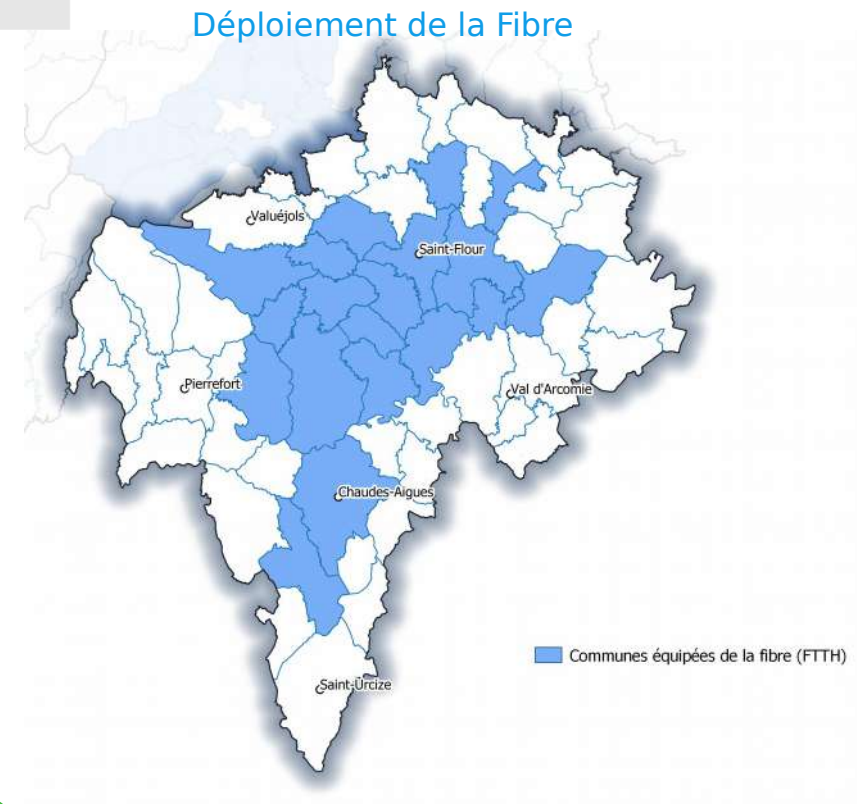 Déploiement de la Fibre
Valuéjols
Saint-Flour
Pierrefort
Val d'Arcomie
Chaudes-Aigues
Communes équipées de la fibre (FTTH)
Saint-Urcize